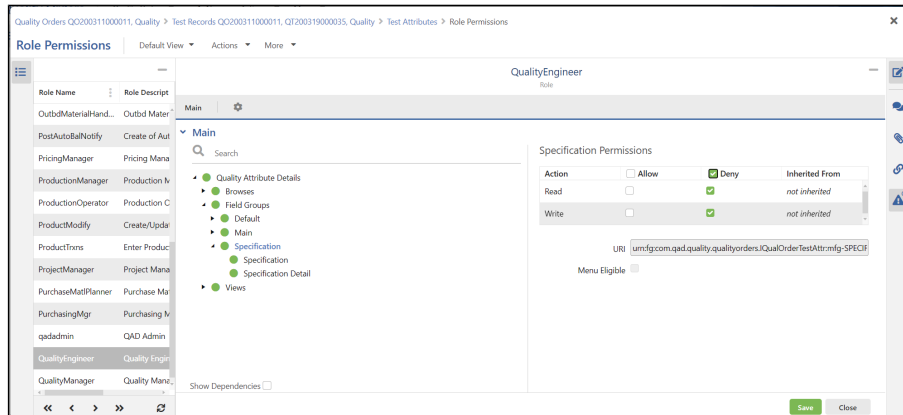 Quality Orders QO200311000011, Quality > Test Records QO200311000011, QT200319000035, Quality > Test Attributes > Role Permissions
Role Permissions Default View Actions More
QualityEngineer
Role
Role Name Role Descript
OutbdMaterialHand... Outbd Mater
PostAutoBalNotify Create of Aut
PricingManager Pricing Mana
ProductionManager Production M
ProductionOperator Production O
ProductModify Create/Updat
ProductTrxns Enter Produc
ProjectManager Project Mana
PurchaseMatlPlanner Purchase Mat
PurchasingMgr Purchasing M
qadadmin QAD Admin
QualityEngineer Quality Engin
QualityManager Quality Mana
Main
Main
Search
Quality Attribute Details
Browses
Field Groups
Default
Main
Specification
Specification
Specification Detail
Views
Show Dependencies
Specification Permissions
Action Allow Deny Inherited From
Read not inherited
Write not inherited
URI urn:fg:com.qad.quality.qualityorders.IQualOrderTestAttr:mfg-SPECIF
Menu Eligible
Save Close